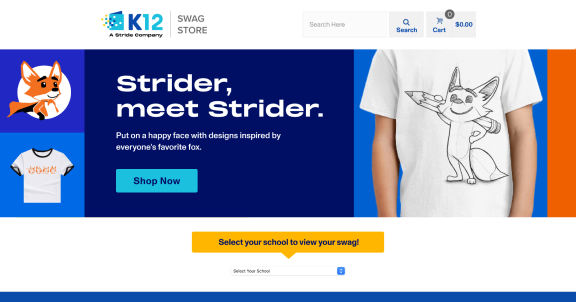 K12
A Stride Company
SWAG
STORE
Search Here
Search
0
Cart
$0.00
Strider,
meet Strider.
Put on a happy face with designs inspired by
everyone's favorite fox.
Shop Now
Select your school to view your swag!
Select Your School